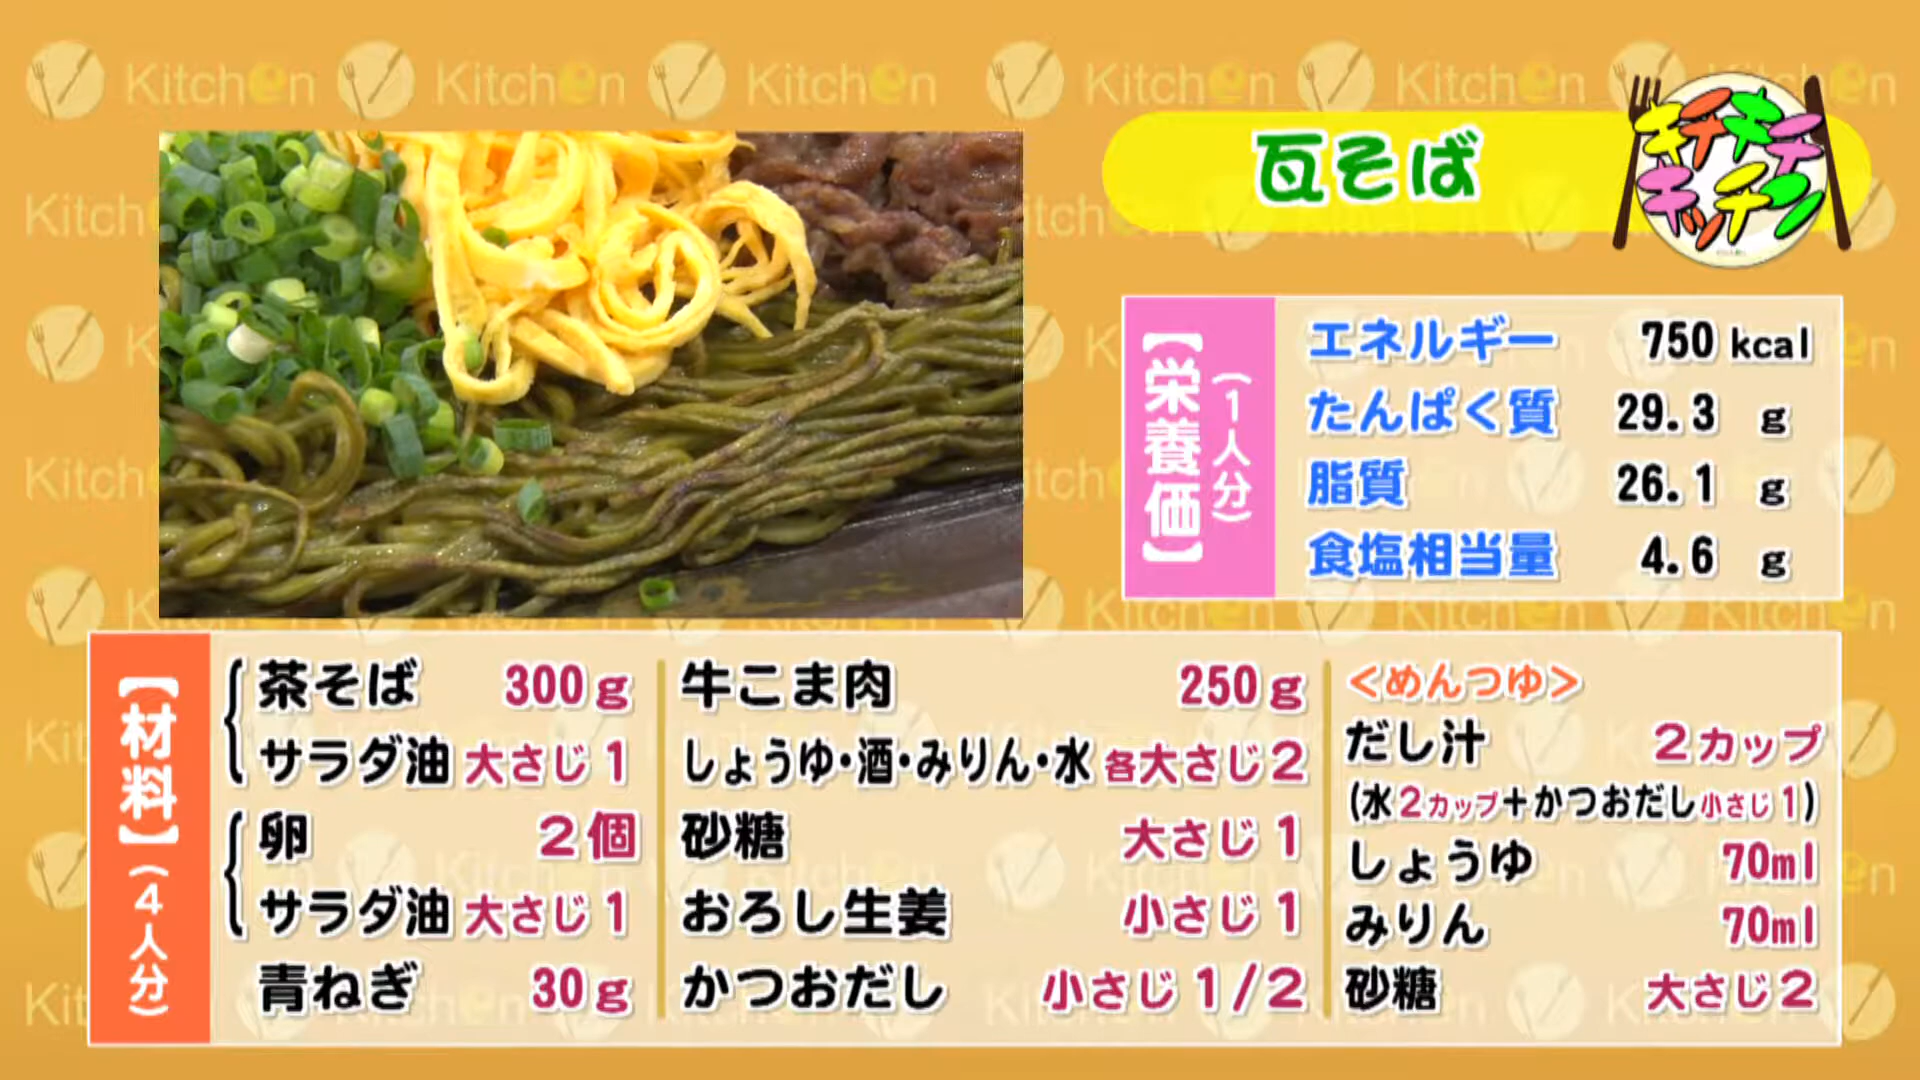 瓦そば
キチキチキッチン
【栄養価】(1人分)
エネルギー 750 kcal
たんぱく質 29.3 g
脂質 26.1 g
食塩相当量 4.6 g
【材料】(4人分)
茶そば 300g
サラダ油 大さじ1
卵 2個
サラダ油 大さじ1
青ねぎ 30g
牛こま肉 250g
しょうゆ・酒・みりん・水 各大さじ2
砂糖 大さじ1
おろし生姜 小さじ1
かつおだし 小さじ1/2
<めんつゆ>
だし汁 2カップ
(水2カップ+かつおだし小さじ1)
しょうゆ 70ml
みりん 70ml
砂糖 大さじ2
Kitchen Kitchen Kitchen Kitchen Kitchen